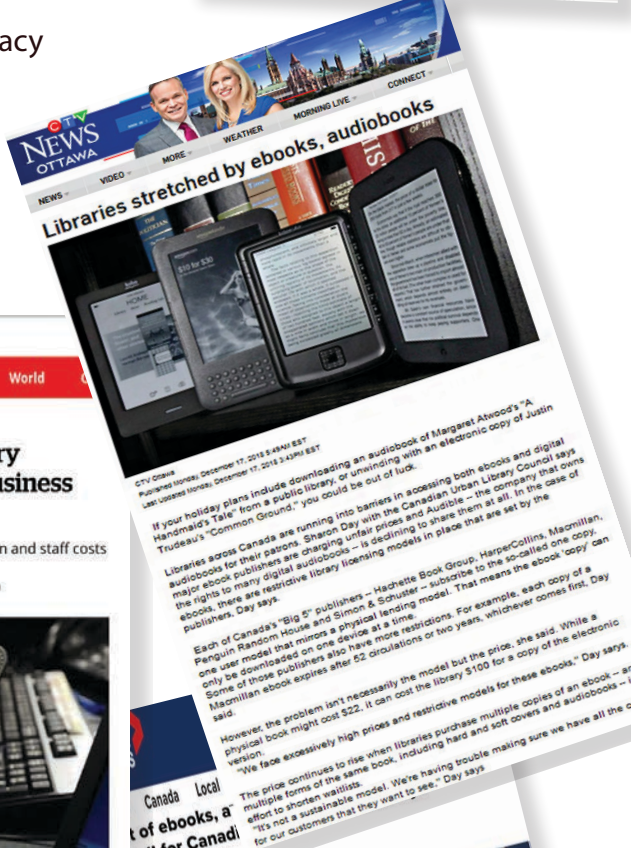 acy
CTV
NEWS
OTTAWA
NEWS
VIDEO
MORE
WEATHER
MORNING LIVE
CONNECT
Libraries stretched by ebooks, audiobooks
$10 for $30
HOME
CTV Ottawa
Published Monday, December 17, 2018 5:49AM EST
Last Updated Monday, December 17, 2018 3:43PM EST
If your holiday plans include downloading an audiobook of Margaret Atwood's "A
Handmaid's Tale" from a public library, or unwinding with an electronic copy of Justin
Trudeau's "Common Ground," you could be out of luck.
Libraries across Canada are running into barriers in accessing both ebooks and digital
audiobooks for their patrons. Sharon Day with the Canadian Urban Library Council says
major ebook publishers are charging unfair prices and Audible -- the company that owns
the rights to many digital audiobooks -- is declining to share them at all. In the case of
ebooks, there are restrictive library licensing models in place that are set by the
publishers, Day says.
Each of Canada's "Big 5" publishers -- Hachette Book Group, HarperCollins, Macmillan,
Penguin Random House and Simon & Schuster -- subscribe to the so-called one copy,
one user model that mirrors a physical lending model. That means the ebook 'copy' can
only be downloaded on one device at a time.
Some of those publishers also have more restrictions. For example, each copy of a
Macmillan ebook expires after 52 circulations or two years, whichever comes first, Day
said.
However, the problem isn't necessarily the model but the price, she said. While a
physical book might cost $22, it can cost the library $100 for a copy of the electronic
version.
"We face excessively high prices and restrictive models for these ebooks," Day says.
The price continues to rise when libraries purchase multiple copies of an ebook -- an
multiple forms of the same book, including hard and soft covers and audiobooks -- i
effort to shorten waitlists.
"It's not a sustainable model. We're having trouble making sure we have all the c
for our customers that they want to see," Day says
World
ry
usiness
n and staff costs
S
Canada Local
t of ebooks, a
for Canadi